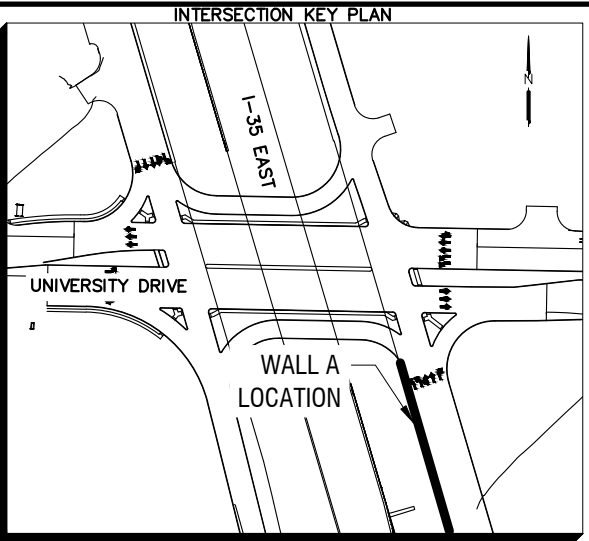 INTERSECTION KEY PLAN
N
I-35 EAST
UNIVERSITY DRIVE
WALL A
LOCATION